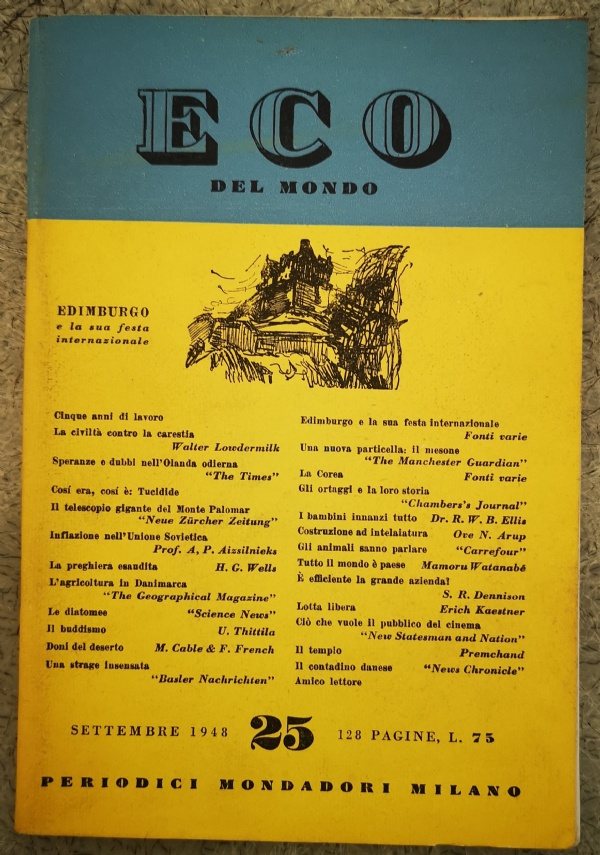 ECO
DEL MONDO
EDIMBURGO
e la sua festa
internazionale
Cinque anni di lavoro
La civiltà contro la carestia
Walter Lowdermilk
Speranze e dubbi nell'Olanda odierna
"The Times"
Cosí era, cosí è: Tucidide
Il telescopio gigante del Monte Palomar
"Neue Zürcher Zeitung"
Inflazione nell'Unione Sovietica
Prof. A. P. Aizsilnieks
La preghiera esaudita H. G. Wells
L'agricoltura in Danimarca
"The Geographical Magazine"
Le diatomee "Science News"
Il buddismo U. Thittila
Doni del deserto M. Cable & F. French
Una strage insensata
"Basler Nachrichten"
Edimburgo e la sua festa internazionale
Fonti varie
Una nuova particella: il mesone
"The Manchester Guardian"
La Corea Fonti varie
Gli ortaggi e la loro storia
"Chambers's Journal"
I bambini innanzi tutto Dr. R. W. B. Ellis
Costruzione ad intelaiatura Ove N. Arup
Gli animali sanno parlare "Carrefour"
Tutto il mondo è paese Mamoru Watanabé
È efficiente la grande azienda?
S. R. Dennison
Lotta libera Erich Kaestner
Ciò che vuole il pubblico del cinema
"New Statesman and Nation"
Il tempio Premchand
Il contadino danese "News Chronicle"
Amico lettore
SETTEMBRE 1948 25 128 PAGINE, L. 75
PERIODICI MONDADORI MILANO